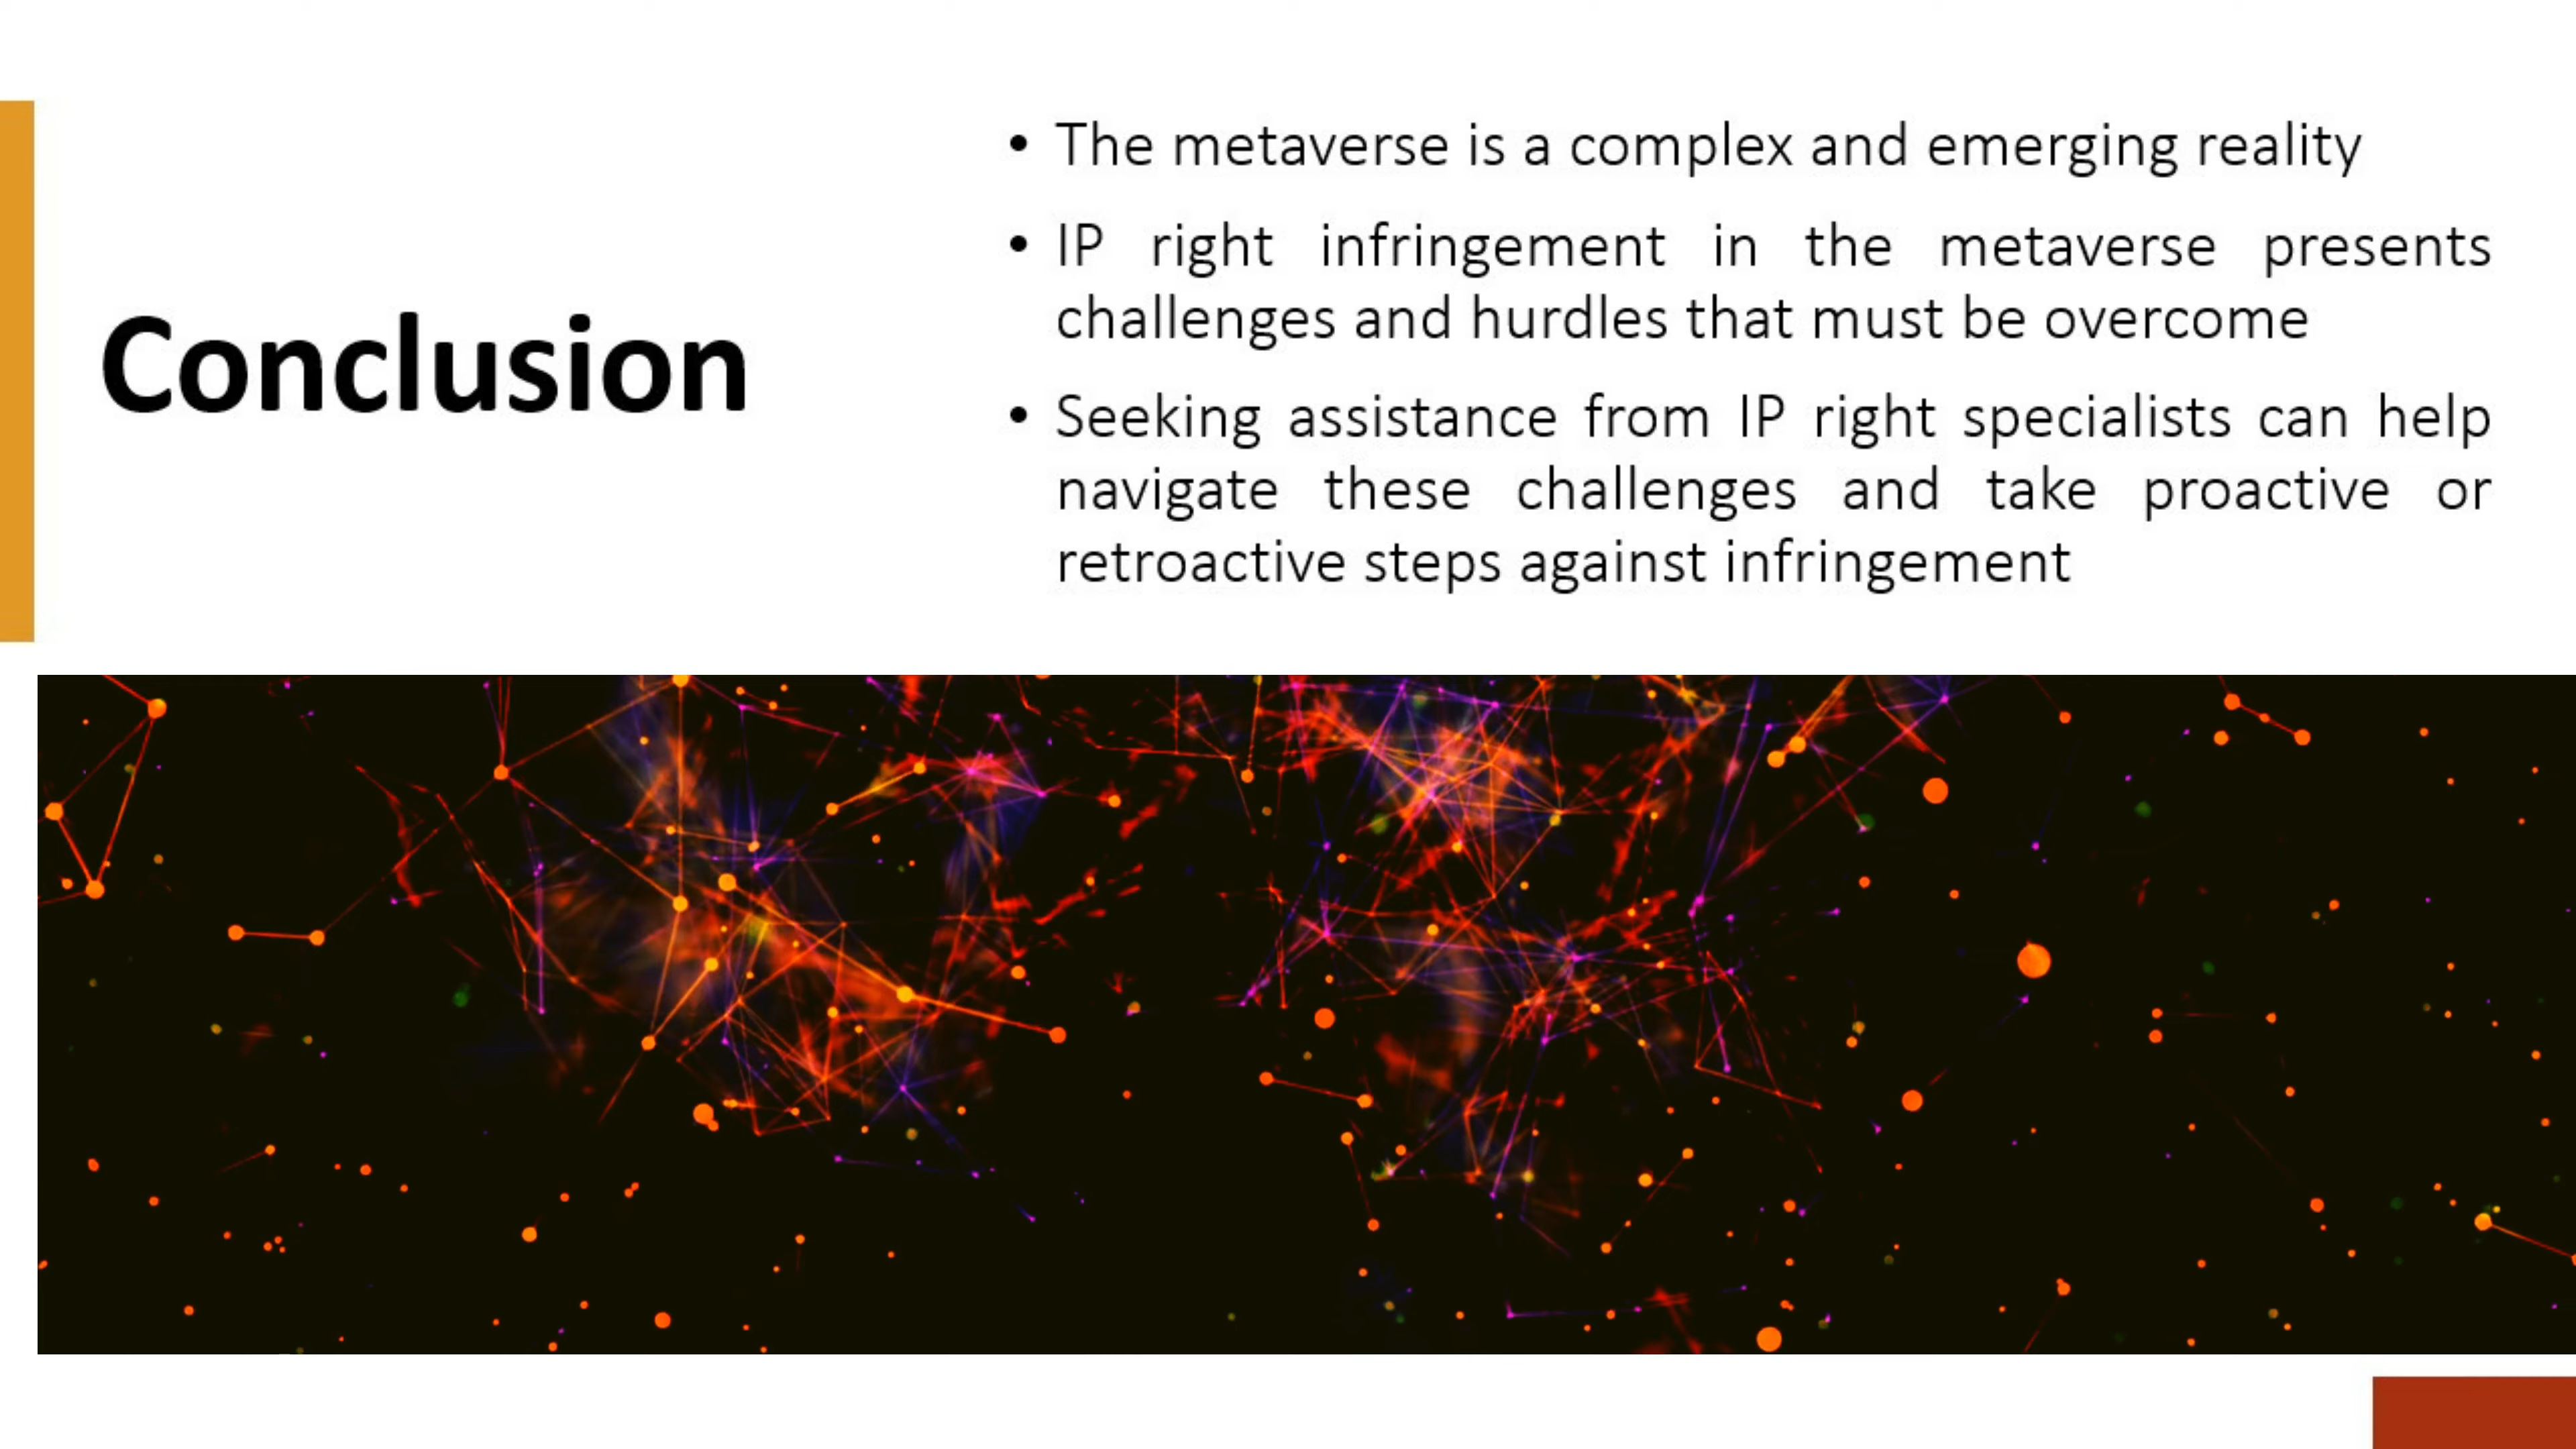 Conclusion
• The metaverse is a complex and emerging reality
• IP right infringement in the metaverse presents
challenges and hurdles that must be overcome
• Seeking assistance from IP right specialists can help
navigate these challenges and take proactive or
retroactive steps against infringement